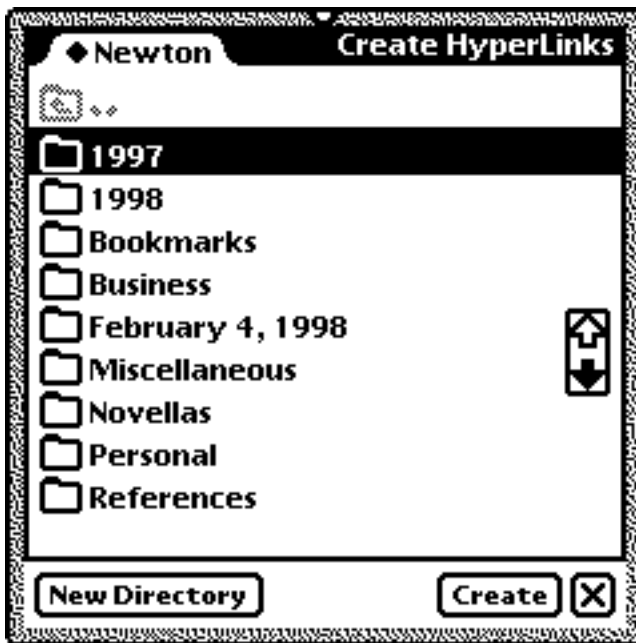 Newton
Create HyperLinks
..
1997
1998
Bookmarks
Business
February 4, 1998
Miscellaneous
Novellas
Personal
References
New Directory
Create